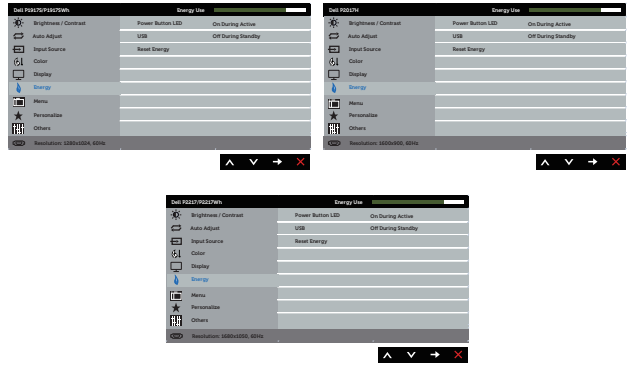 Dell P1917S/P1917SWh Energy Use
Brightness / Contrast Power Button LED On During Active
Auto Adjust USB Off During Standby
Input Source Reset Energy
Color
Display
Energy
Menu
Personalize
Others
Resolution: 1280x1024, 60Hz
Dell P2017H Energy Use
Brightness / Contrast Power Button LED On During Active
Auto Adjust USB Off During Standby
Input Source Reset Energy
Color
Display
Energy
Menu
Personalize
Others
Resolution: 1600x900, 60Hz
Dell P2217/P2217Wh Energy Use
Brightness / Contrast Power Button LED On During Active
Auto Adjust USB Off During Standby
Input Source Reset Energy
Color
Display
Energy
Menu
Personalize
Others
Resolution: 1680x1050, 60Hz